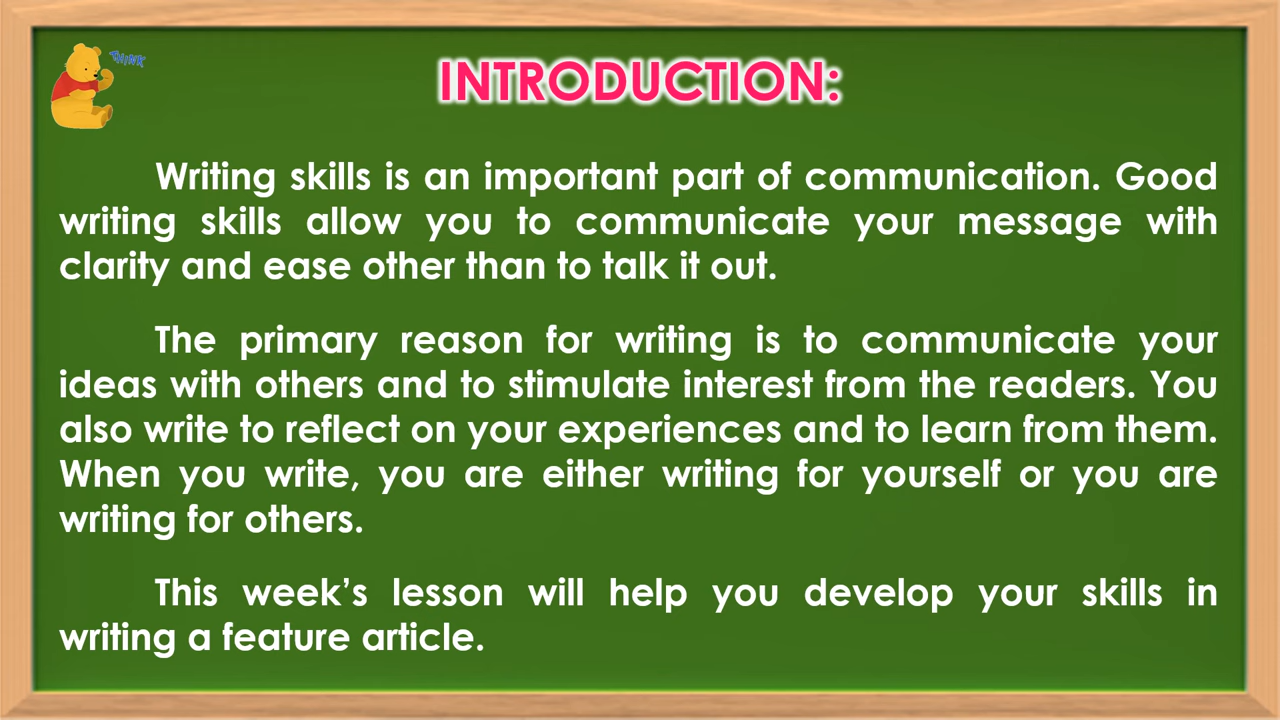 THINK
INTRODUCTION:
Writing skills is an important part of communication. Good
writing skills allow you to communicate your message with
clarity and ease other than to talk it out.
The primary reason for writing is to communicate your
ideas with others and to stimulate interest from the readers. You
also write to reflect on your experiences and to learn from them.
When you write, you are either writing for yourself or you are
writing for others.
This week’s lesson will help you develop your skills in
writing a feature article.